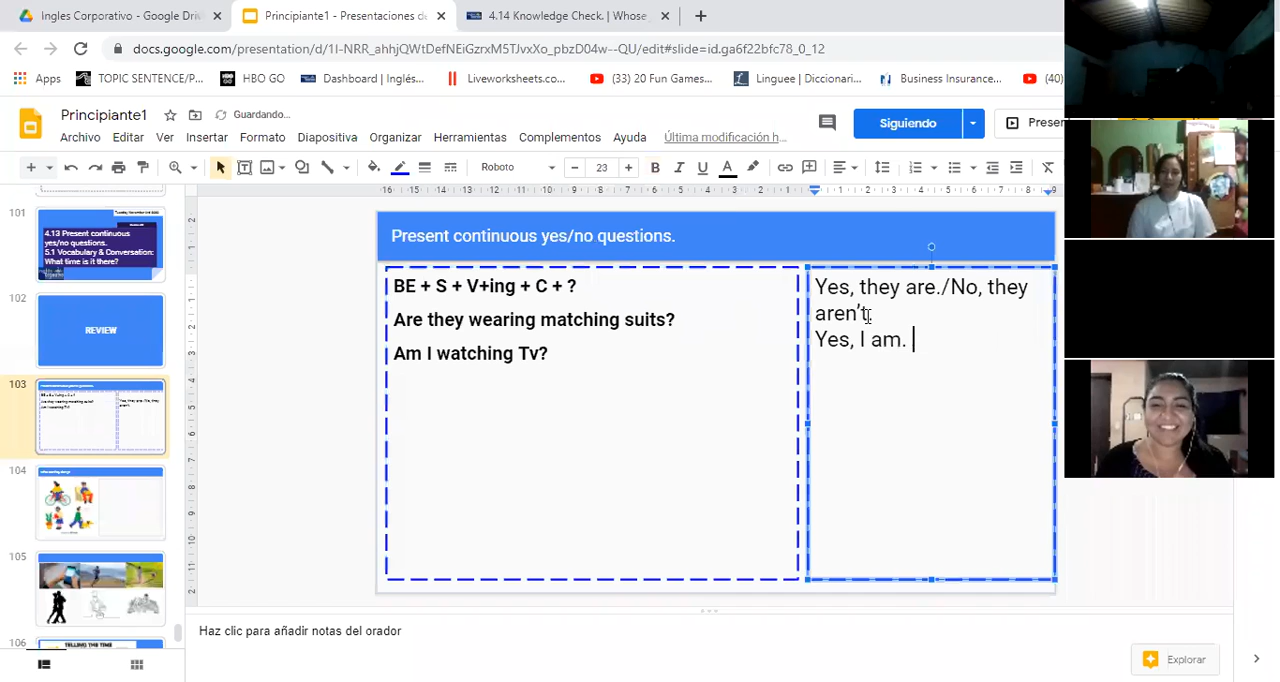 Ingles Corporativo - Google Driv
Principiante1 - Presentaciones de
4.14 Knowledge Check. | Whose
docs.google.com/presentation/d/1I-NRR_ahhjQWtDefNEiGzrxM5TJvxXo_pbzD04w--QU/edit#slide=id.ga6f22bfc78_0_12
Apps
TOPIC SENTENCE/P...
HBO GO
Dashboard | Inglés...
Liveworksheets.co...
(33) 20 Fun Games...
Linguee | Diccionari...
Business Insurance...
(40)
Principiante1
Guardando...
Archivo Editar Ver Insertar Formato Diapositiva Organizar Herramientas Complementos Ayuda Última modificación h...
Siguiendo
Presen
Roboto
23
101
4.13 Present continuous
yes/no questions.
5.1 Vocabulary & Conversation:
What time is it there?
102
REVIEW
103
104
105
106
TELLING THE TIME
Present continuous yes/no questions.
BE + S + V+ing + C + ?
Are they wearing matching suits?
Am I watching Tv?
Yes, they are./No, they
aren't
Yes, I am.
Haz clic para añadir notas del orador
Explorar